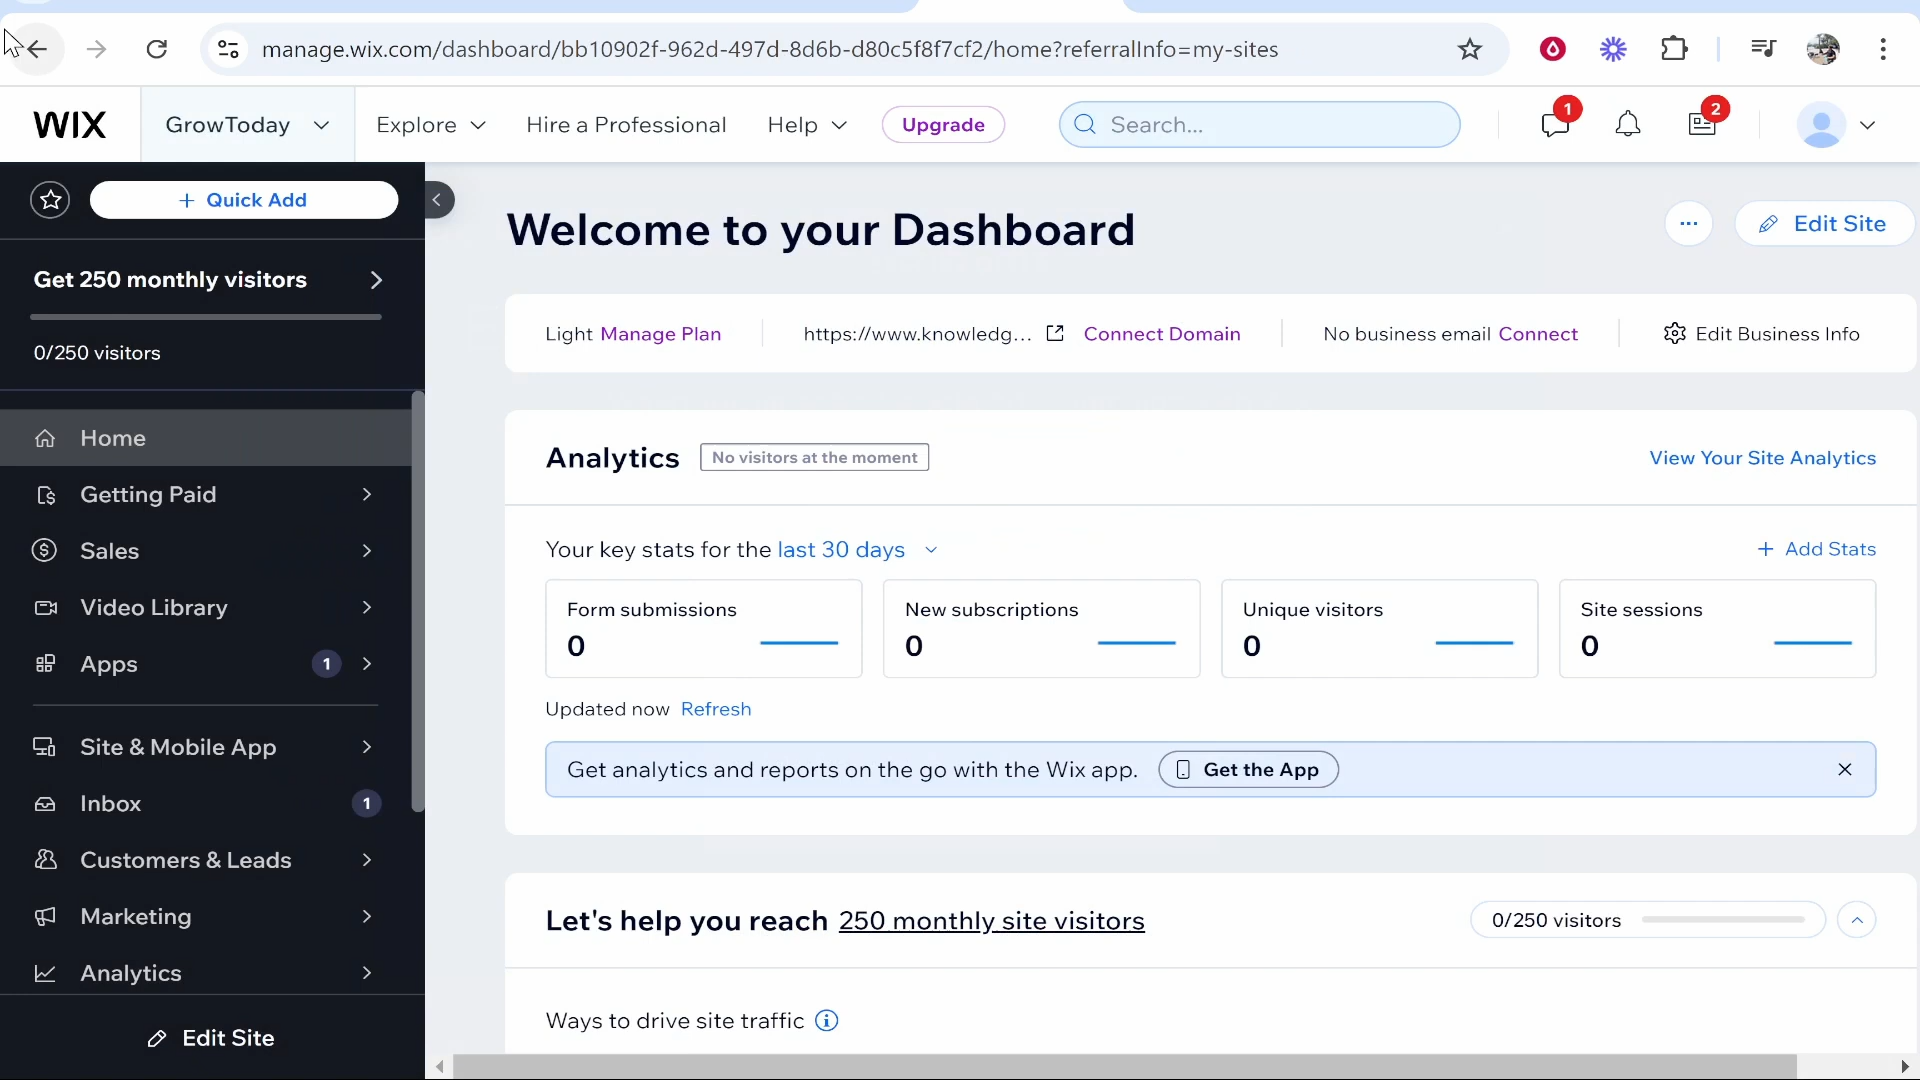 manage.wix.com/dashboard/bb10902f-962d-497d-8d6b-d80c5f8f7cf2/home?referralInfo=my-sites
WIX GrowToday Explore Hire a Professional Help Upgrade Search... 1 2
+ Quick Add
Get 250 monthly visitors
0/250 visitors
Home
Getting Paid
Sales
Video Library
Apps 1
Site & Mobile App
Inbox 1
Customers & Leads
Marketing
Analytics
Edit Site
Welcome to your Dashboard
... Edit Site
Light Manage Plan https://www.knowledg... Connect Domain No business email Connect Edit Business Info
Analytics No visitors at the moment View Your Site Analytics
Your key stats for the last 30 days + Add Stats
Form submissions New subscriptions Unique visitors Site sessions
0 0 0 0
Updated now Refresh
Get analytics and reports on the go with the Wix app. Get the App
Let's help you reach 250 monthly site visitors 0/250 visitors
Ways to drive site traffic